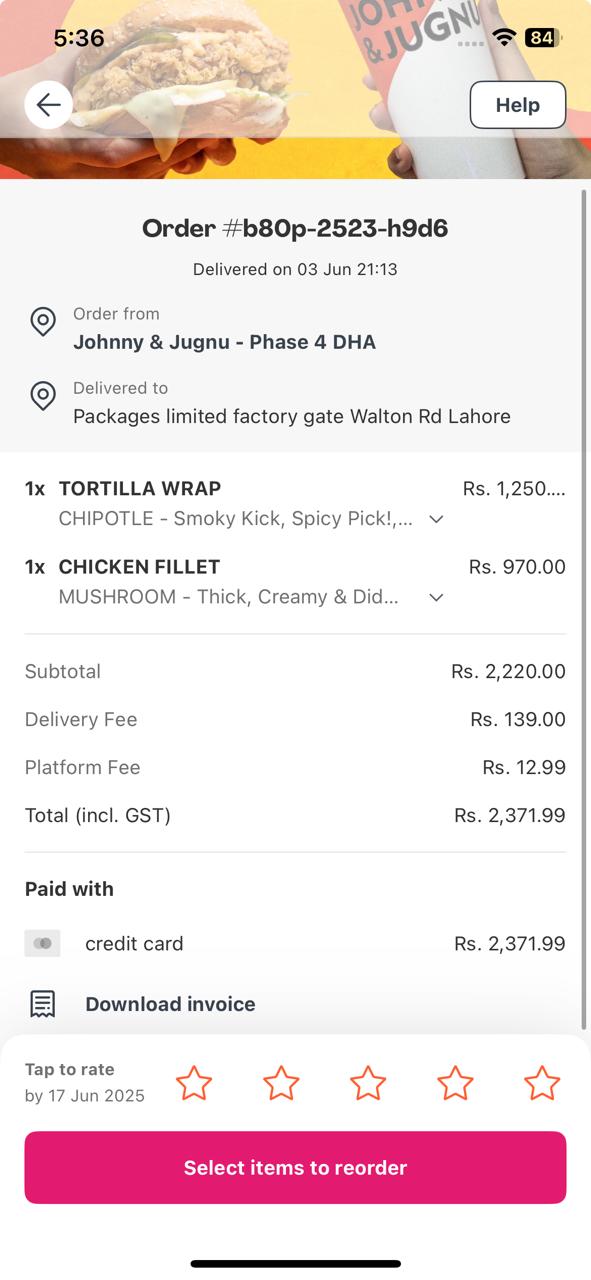 5:36
84
JOHN
&JUGNU
Help
Order #b80p-2523-h9d6
Delivered on 03 Jun 21:13
Order from
Johnny & Jugnu - Phase 4 DHA
Delivered to
Packages limited factory gate Walton Rd Lahore
1x TORTILLA WRAP Rs. 1,250....
CHIPOTLE - Smoky Kick, Spicy Pick!,...
1x CHICKEN FILLET Rs. 970.00
MUSHROOM - Thick, Creamy & Did...
Subtotal Rs. 2,220.00
Delivery Fee Rs. 139.00
Platform Fee Rs. 12.99
Total (incl. GST) Rs. 2,371.99
Paid with
credit card Rs. 2,371.99
Download invoice
Tap to rate
by 17 Jun 2025
Select items to reorder